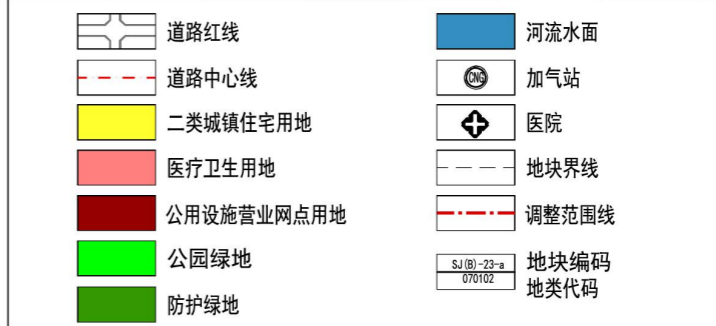 道路红线
道路中心线
二类城镇住宅用地
医疗卫生用地
公用设施营业网点用地
公园绿地
防护绿地
河流水面
CNG
加气站
医院
地块界线
调整范围线
SJ(B)-23-a
070102
地块编码
地类代码